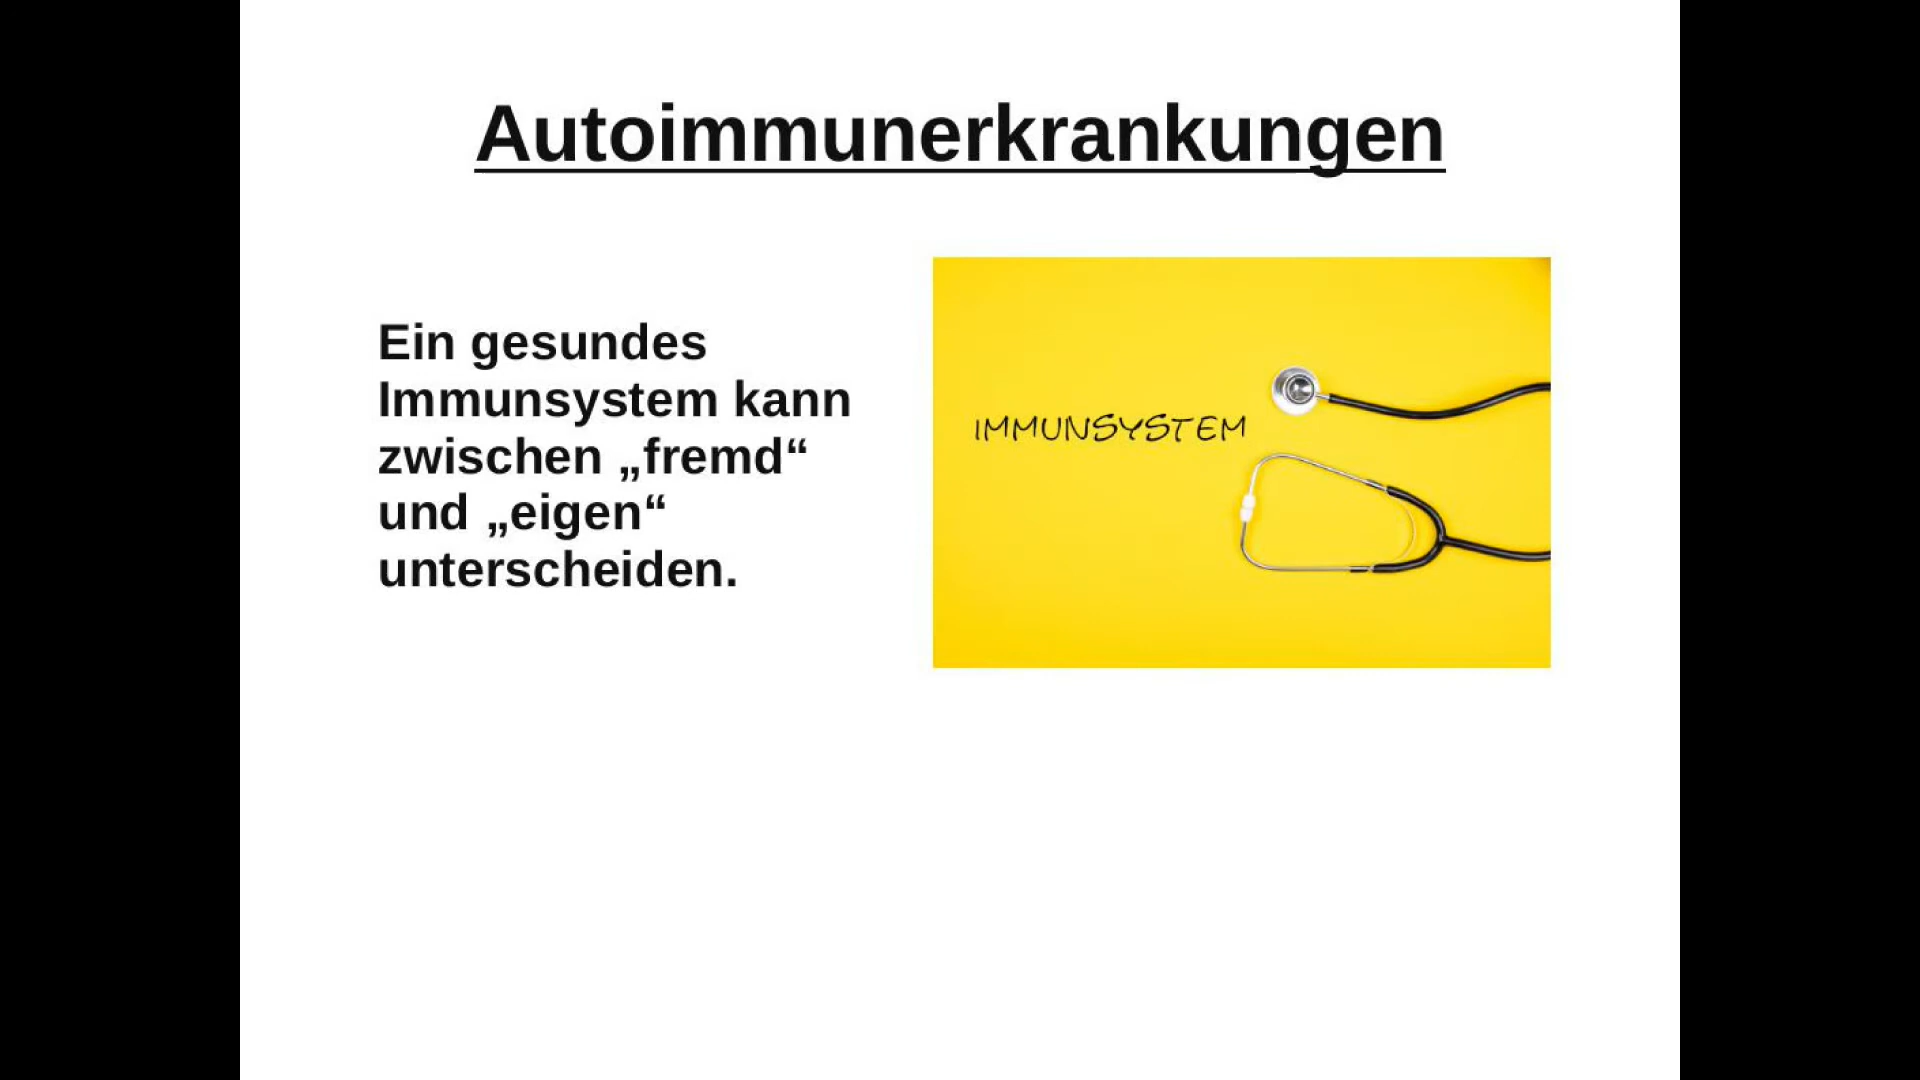 Autoimmunerkrankungen
Ein gesundes
Immunsystem kann
zwischen „fremd“
und „eigen“
unterscheiden.
IMMUNSYSTEM